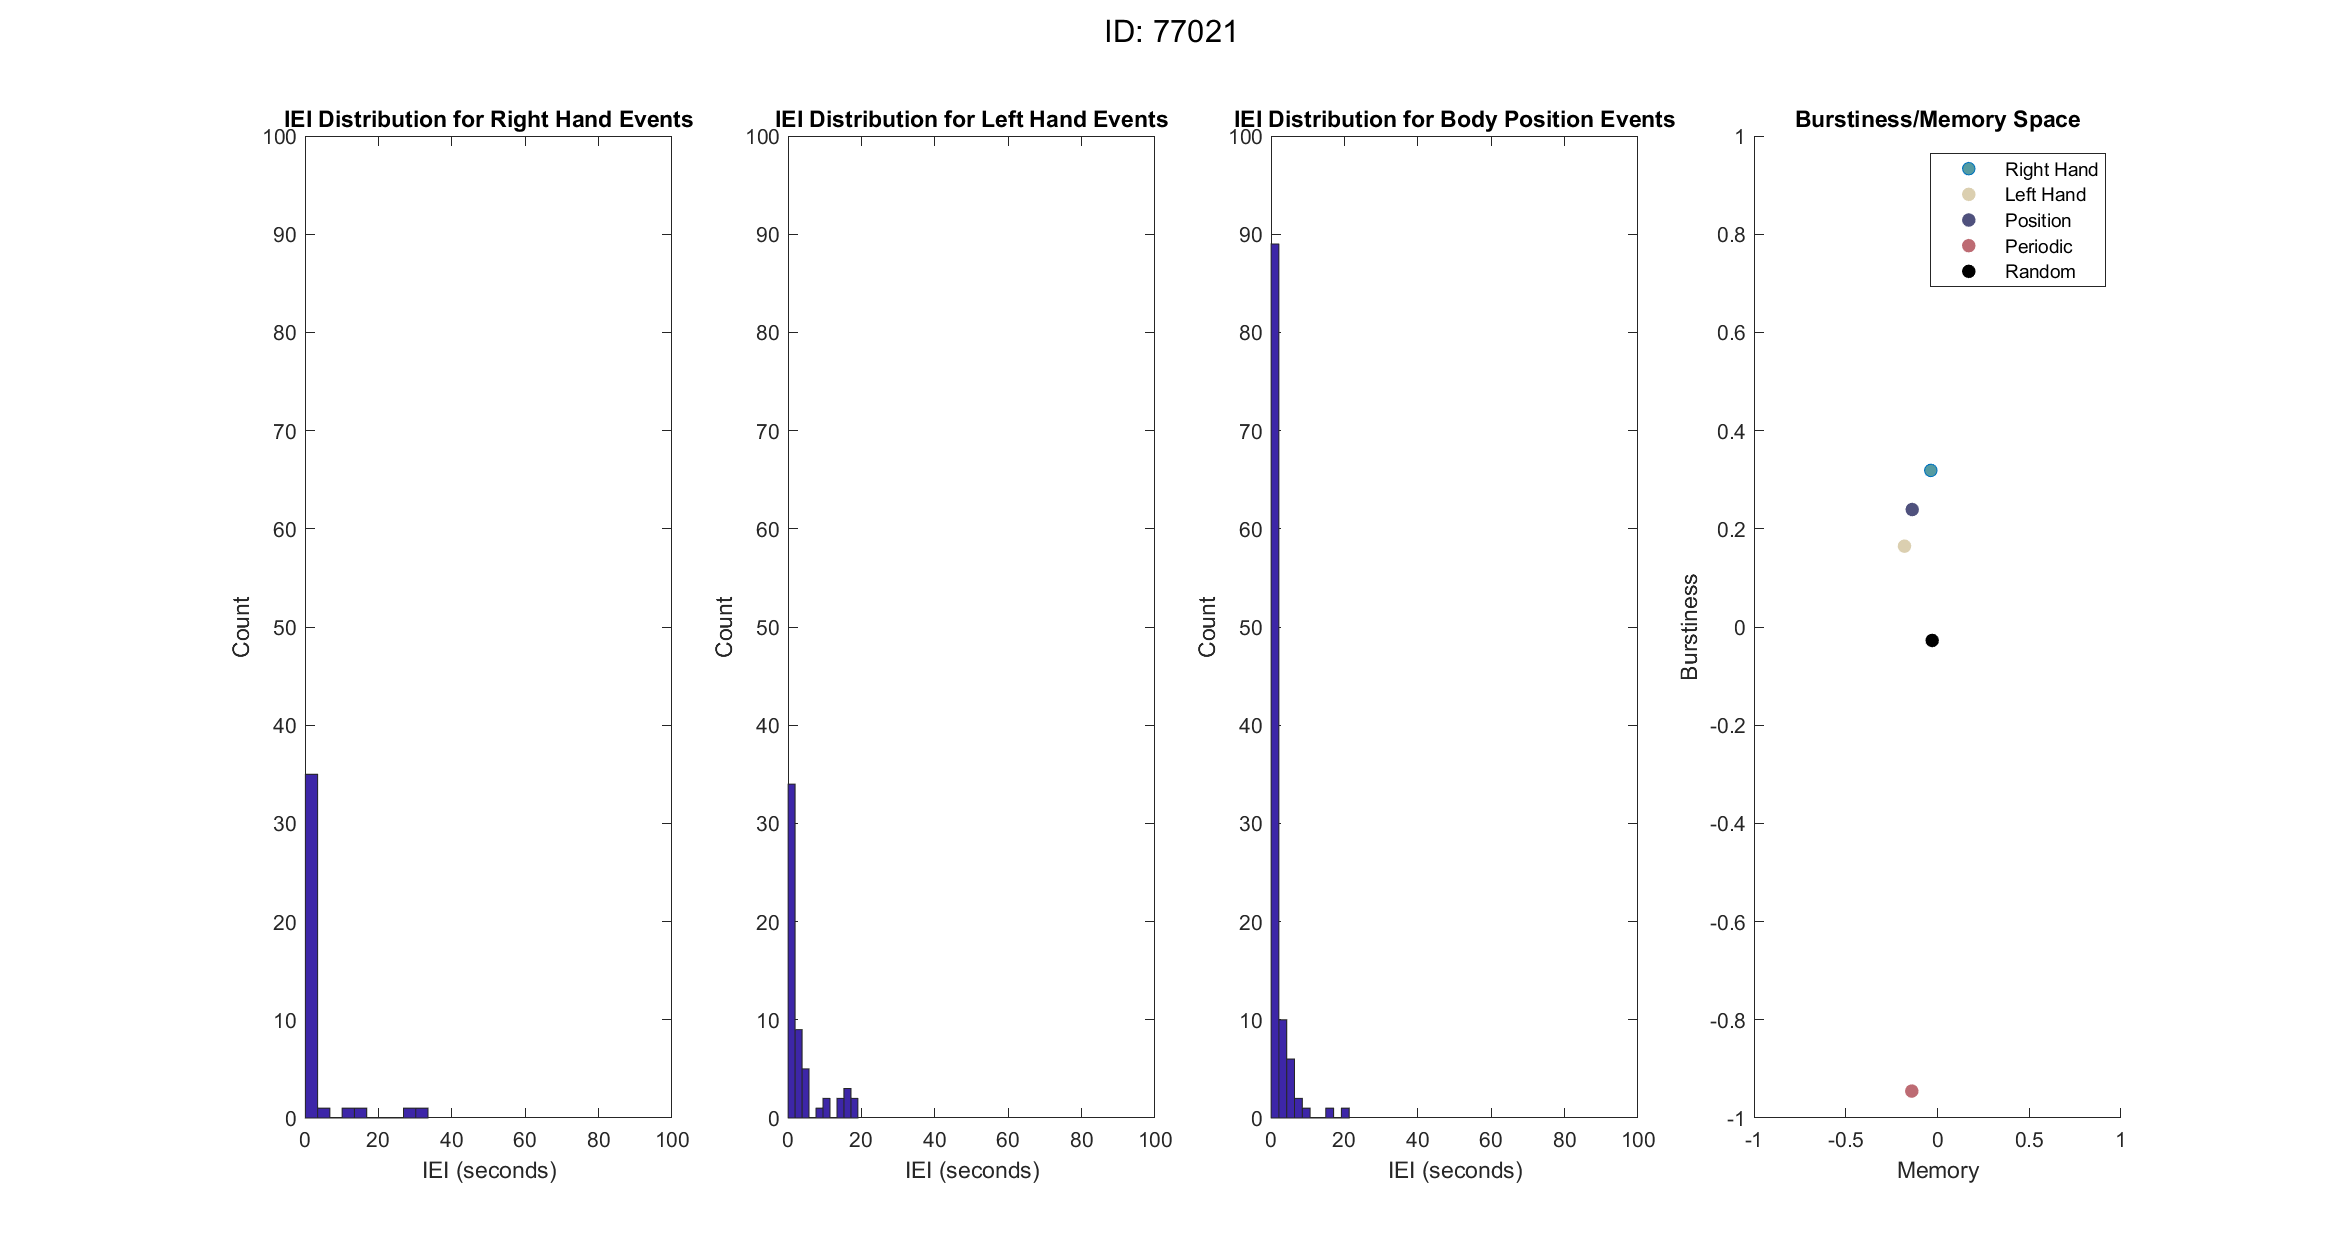 ID: 77021
IEI Distribution for Right Hand Events
100
90
80
70
60
50
40
30
20
10
0
Count
0 20 40 60 80 100
IEI (seconds)
IEI Distribution for Left Hand Events
100
90
80
70
60
50
40
30
20
10
0
Count
0 20 40 60 80 100
IEI (seconds)
IEI Distribution for Body Position Events
100
90
80
70
60
50
40
30
20
10
0
Count
0 20 40 60 80 100
IEI (seconds)
Burstiness/Memory Space
1
0.8
0.6
0.4
0.2
0
-0.2
-0.4
-0.6
-0.8
-1
Burstiness
-1 -0.5 0 0.5 1
Memory
Right Hand
Left Hand
Position
Periodic
Random